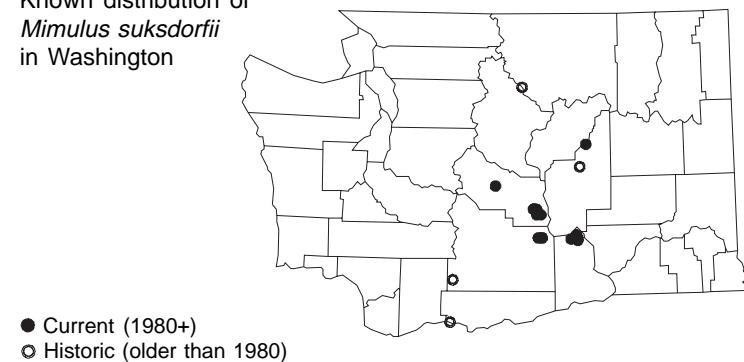 Known distribution of
Mimulus suksdorfii
in Washington
Current (1980+)
Historic (older than 1980)